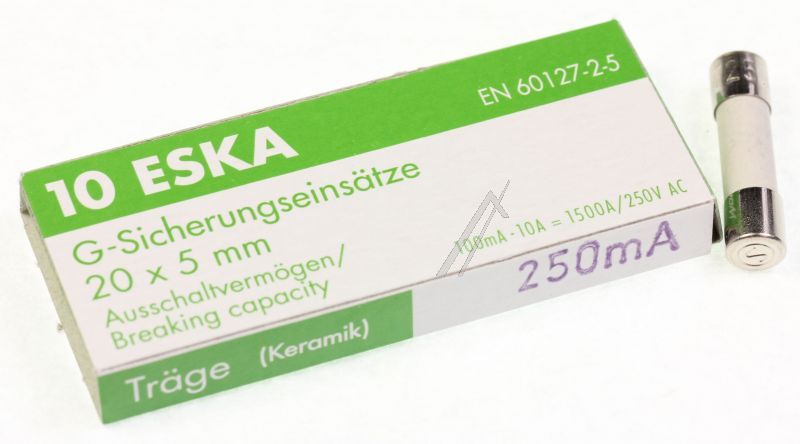 10 ESKA
EN 60127-2-5
G-Sicherungseinsätze
20 x 5 mm
Ausschaltvermögen/
Breaking capacity
100mA - 10A = 1500A/250V AC
Träge (Keramik)
250mA